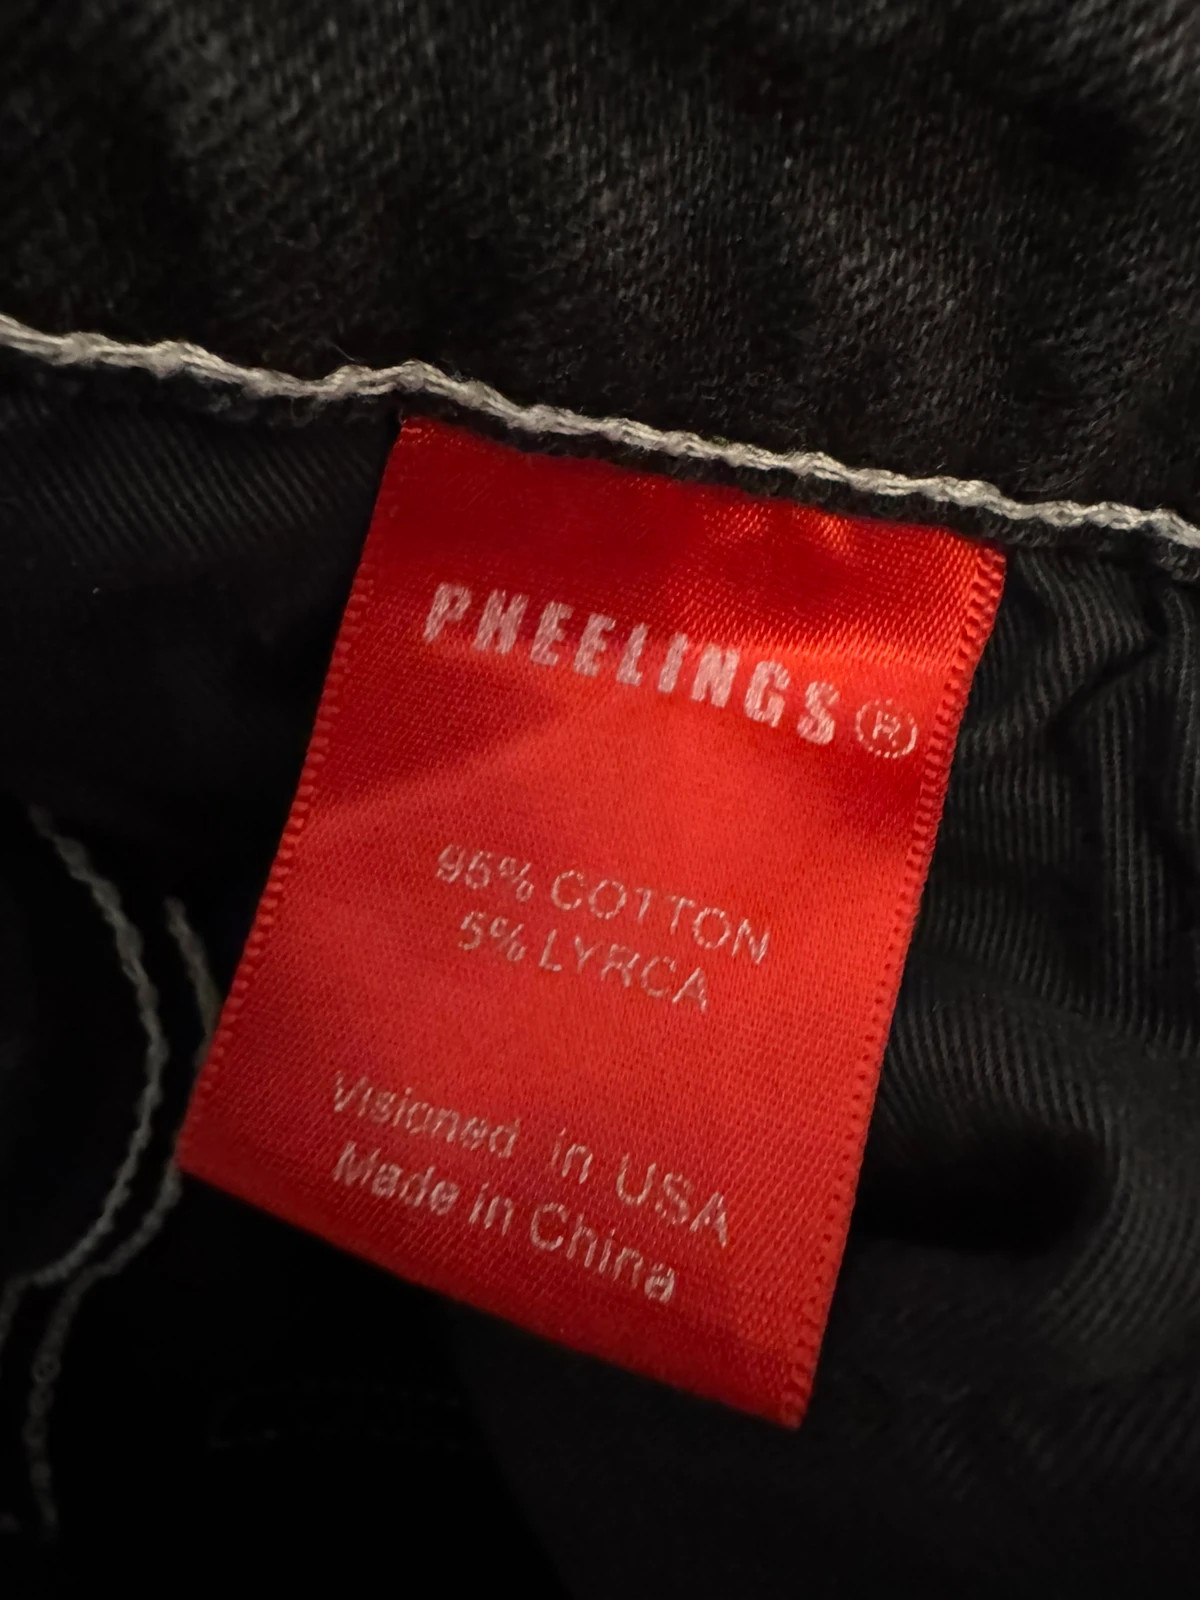 PHEELINGS®
95% COTTON
5% LYRCA
Visioned in USA
Made in China